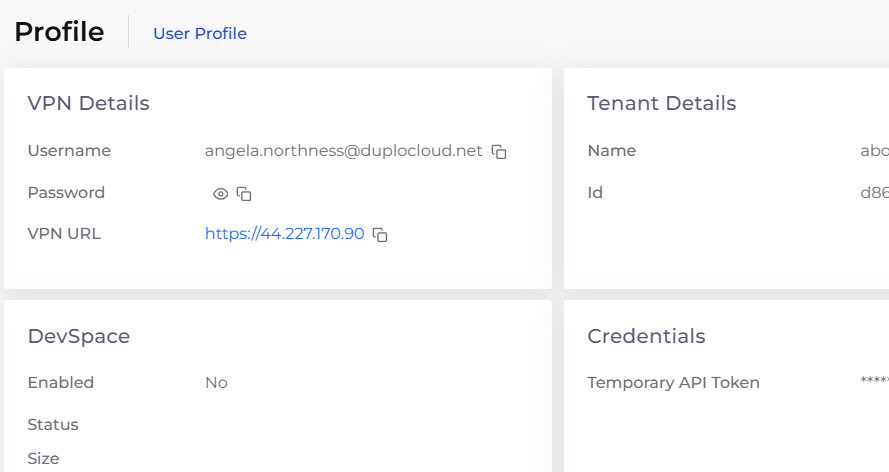 Profile
User Profile
VPN Details
Username angela.northness@duplocloud.net
Password
VPN URL https://44.227.170.90
Tenant Details
Name abo
Id d86
DevSpace
Enabled No
Status
Size
Credentials
Temporary API Token *****